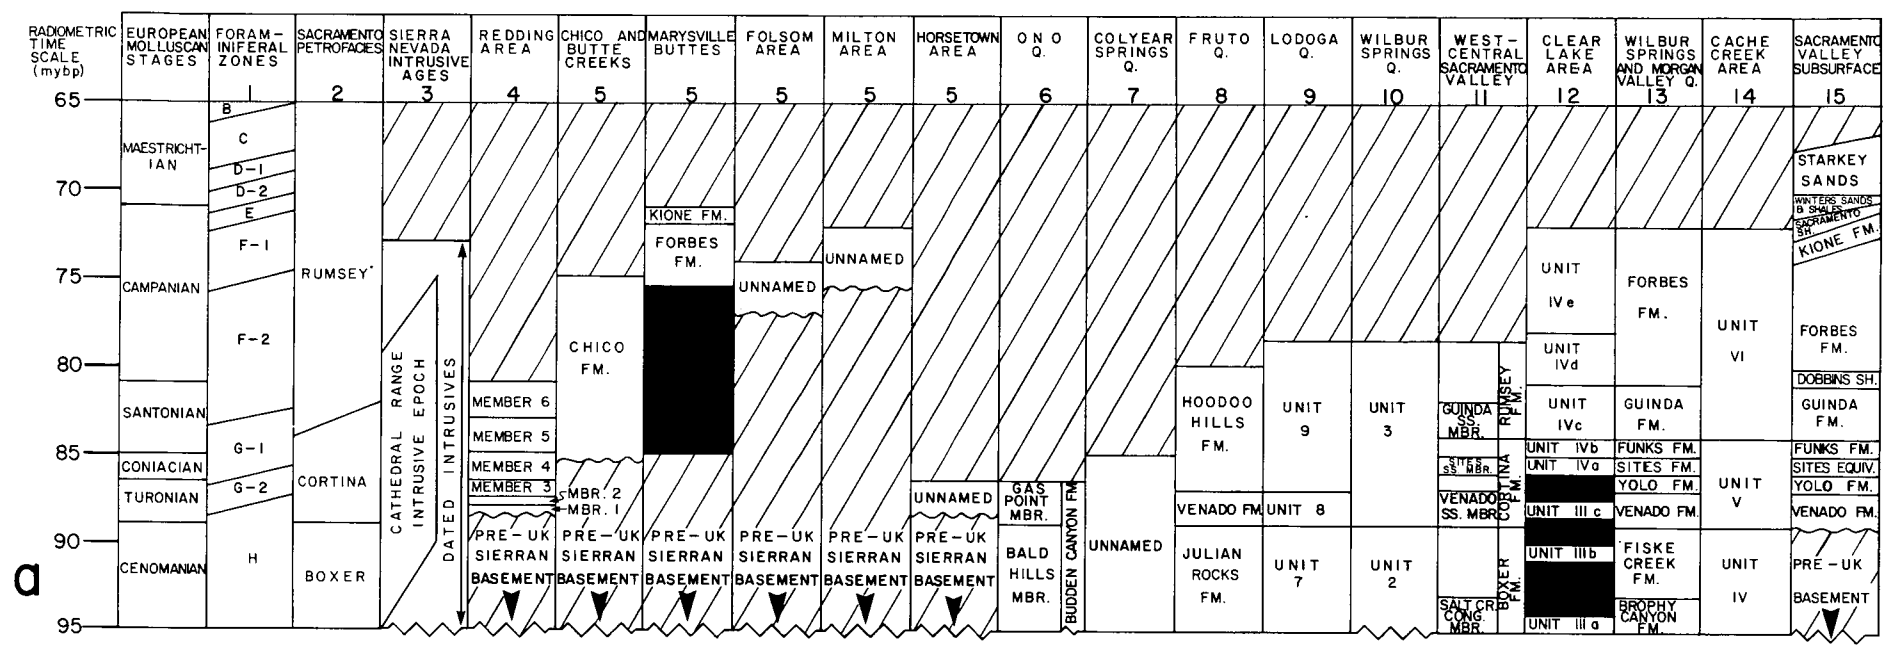 RADIOMETRIC
TIME
SCALE
(mybp)
65
70
75
80
85
90
95
a
EUROPEAN
MOLLUSCAN
STAGES
MAESTRICHT-
IAN
CAMPANIAN
SANTONIAN
CONIACIAN
TURONIAN
CENOMANIAN
FORAM-
INIFERAL
ZONES
1
B
C
D-1
D-2
E
F-1
F-2
G-1
G-2
H
SACRAMENTO
PETROFACIES
2
RUMSEY
CORTINA
BOXER
SIERRA
NEVADA
INTRUSIVE
AGES
3
CATHEDRAL RANGE
INTRUSIVE EPOCH
DATED INTRUSIVES
REDDING
AREA
4
MEMBER 6
MEMBER 5
MEMBER 4
MEMBER 3
MBR. 2
MBR. 1
PRE-UK
SIERRAN
BASEMENT
CHICO AND
BUTTE
CREEKS
5
CHICO
FM.
PRE-UK
SIERRAN
BASEMENT
MARYSVILLE
BUTTES
5
KIONE FM.
FORBES
FM.
PRE-UK
SIERRAN
BASEMENT
FOLSOM
AREA
5
UNNAMED
PRE-UK
SIERRAN
BASEMENT
MILTON
AREA
5
UNNAMED
PRE-UK
SIERRAN
BASEMENT
HORSETOWN
AREA
5
UNNAMED
PRE-UK
SIERRAN
BASEMENT
ONO
Q.
6
GAS
POINT
MBR.
BALD
HILLS
MBR.
BUDDEN CANYON FM.
COLYEAR
SPRINGS
Q.
7
UNNAMED
FRUTO
Q.
8
HOODOO
HILLS
FM.
VENADO FM.
JULIAN
ROCKS
FM.
LODOGA
Q.
9
UNIT
9
UNIT 8
UNIT
7
WILBUR
SPRINGS
Q.
10
UNIT
3
UNIT
2
WEST-
CENTRAL
SACRAMENTO
VALLEY
11
GUINDA
SS.
MBR.
SITES
SS. MBR.
VENADO
SS. MBR.
SALT CR.
CONG.
MBR.
RUMSEY
FM.
CORTINA
FM.
BOXER
FM.
CLEAR
LAKE
AREA
12
UNIT
IVe
UNIT
IVd
UNIT
IVc
UNIT IVb
UNIT IVa
UNIT IIIc
UNIT IIIb
UNIT IIIa
WILBUR
SPRINGS
AND MORGAN
VALLEY Q.
13
FORBES
FM.
GUINDA
FM.
FUNKS FM.
SITES FM.
YOLO FM.
VENADO FM.
FISKE
CREEK
FM.
BROPHY
CANYON
FM.
CACHE
CREEK
AREA
14
UNIT
VI
UNIT
V
UNIT
IV
SACRAMENTO
VALLEY
SUBSURFACE
15
STARKEY
SANDS
WINTERS SANDS
& SHALES
SACRAMENTO
SH.
KIONE FM.
FORBES
FM.
DOBBINS SH.
GUINDA
FM.
FUNKS FM.
SITES EQUIV.
YOLO FM.
VENADO FM.
PRE-UK
BASEMENT